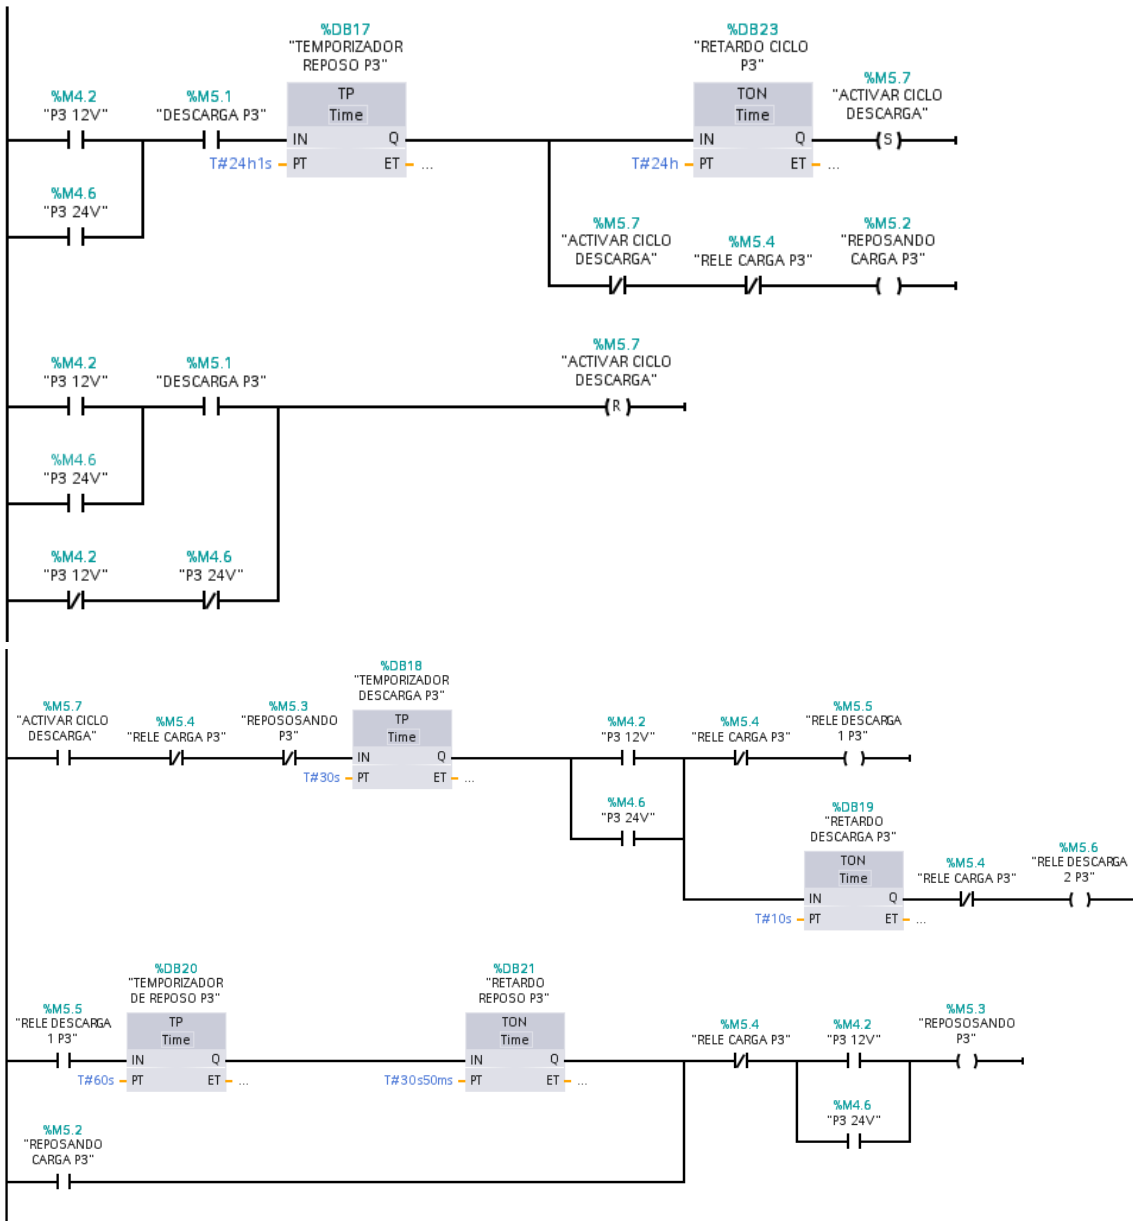 %DB17
"TEMPORIZADOR
REPOSO P3"
%DB23
"RETARDO CICLO
P3"
%M4.2
"P3 12V"
%M5.1
"DESCARGA P3"
TP
Time
TON
Time
%M5.7
"ACTIVAR CICLO
DESCARGA"
IN
Q
IN
Q
S
T#24h1s
PT
ET
...
T#24h
PT
ET
...
%M4.6
"P3 24V"
%M5.7
"ACTIVAR CICLO
DESCARGA"
%M5.4
"RELE CARGA P3"
%M5.2
"REPOSANDO
CARGA P3"
%M4.2
"P3 12V"
%M5.1
"DESCARGA P3"
%M5.7
"ACTIVAR CICLO
DESCARGA"
R
%M4.6
"P3 24V"
%M4.2
"P3 12V"
%M4.6
"P3 24V"
%DB18
"TEMPORIZADOR
DESCARGA P3"
%M5.7
"ACTIVAR CICLO
DESCARGA"
%M5.4
"RELE CARGA P3"
%M5.3
"REPOSOSANDO
P3"
TP
Time
IN
Q
T#30s
PT
ET
...
%M4.2
"P3 12V"
%M5.4
"RELE CARGA P3"
%M5.5
"RELE DESCARGA
1 P3"
%M4.6
"P3 24V"
%DB19
"RETARDO
DESCARGA P3"
TON
Time
IN
Q
T#10s
PT
ET
...
%M5.4
"RELE CARGA P3"
%M5.6
"RELE DESCARGA
2 P3"
%DB20
"TEMPORIZADOR
DE REPOSO P3"
%DB21
"RETARDO
REPOSO P3"
%M5.5
"RELE DESCARGA
1 P3"
TP
Time
IN
Q
T#60s
PT
ET
...
TON
Time
IN
Q
T#30s50ms
PT
ET
...
%M5.4
"RELE CARGA P3"
%M4.2
"P3 12V"
%M5.3
"REPOSOSANDO
P3"
%M4.6
"P3 24V"
%M5.2
"REPOSANDO
CARGA P3"